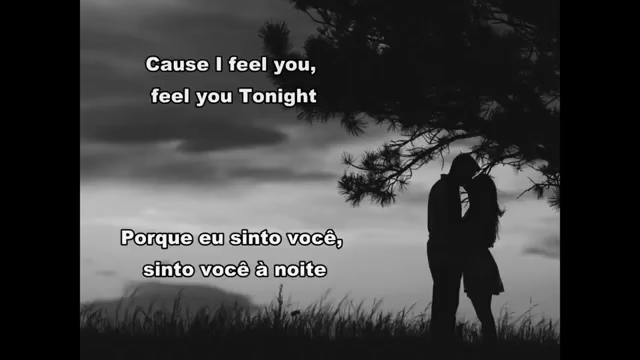 Cause I feel you,
feel you Tonight
Porque eu sinto você,
sinto você à noite